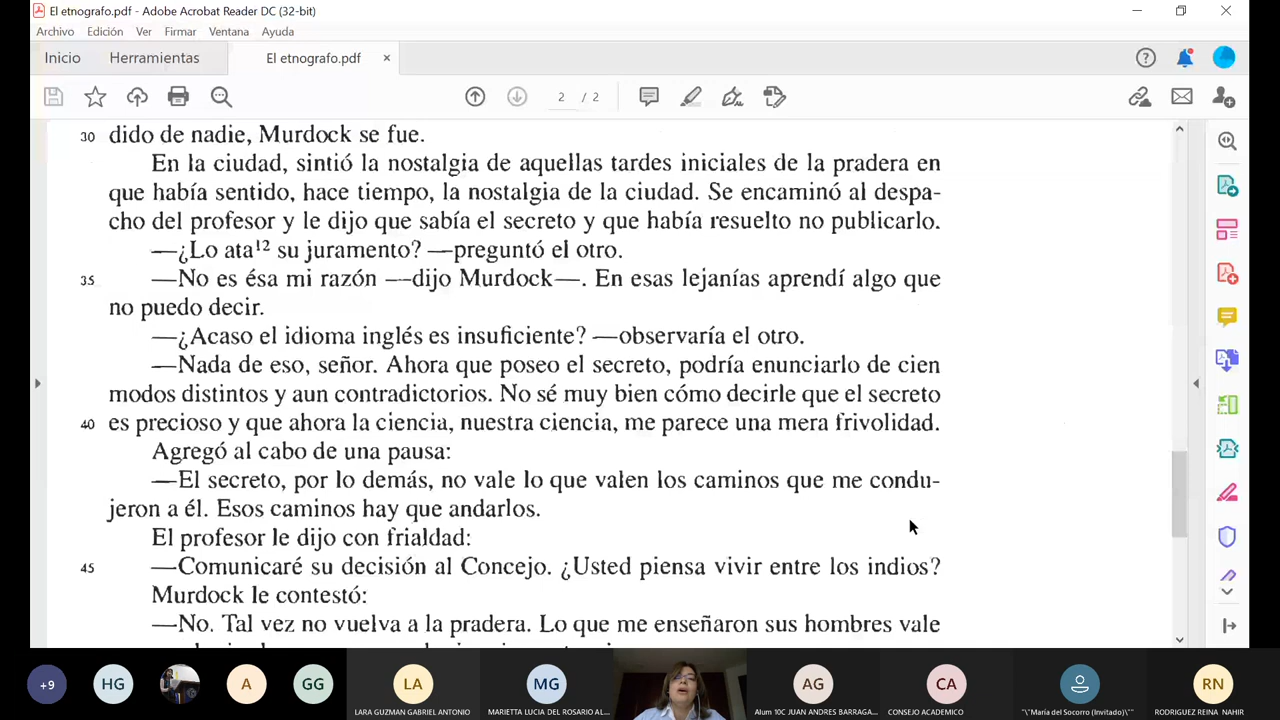 El etnografo.pdf - Adobe Acrobat Reader DC (32-bit)
Archivo Edición Ver Firmar Ventana Ayuda
Inicio Herramientas El etnografo.pdf ×
2 / 2
30 dido de nadie, Murdock se fue.
En la ciudad, sintió la nostalgia de aquellas tardes iniciales de la pradera en
que había sentido, hace tiempo, la nostalgia de la ciudad. Se encaminó al despa-
cho del profesor y le dijo que sabía el secreto y que había resuelto no publicarlo.
—¿Lo ata¹² su juramento? —preguntó el otro.
35 —No es ésa mi razón —dijo Murdock—. En esas lejanías aprendí algo que
no puedo decir.
—¿Acaso el idioma inglés es insuficiente? —observaría el otro.
—Nada de eso, señor. Ahora que poseo el secreto, podría enunciarlo de cien
modos distintos y aun contradictorios. No sé muy bien cómo decirle que el secreto
40 es precioso y que ahora la ciencia, nuestra ciencia, me parece una mera frivolidad.
Agregó al cabo de una pausa:
—El secreto, por lo demás, no vale lo que valen los caminos que me condu-
jeron a él. Esos caminos hay que andarlos.
El profesor le dijo con frialdad:
45 —Comunicaré su decisión al Concejo. ¿Usted piensa vivir entre los indios?
Murdock le contestó:
—No. Tal vez no vuelva a la pradera. Lo que me enseñaron sus hombres vale
+9 HG A GG LA MG AG CA RN
LARA GUZMAN GABRIEL ANTONIO MARIETTA LUCIA DEL ROSARIO AL... Alum 10C JUAN ANDRES BARRAGA... CONSEJO ACADEMICO "\"María del Socorro (Invitado)\"" RODRIGUEZ REINA NAHIR